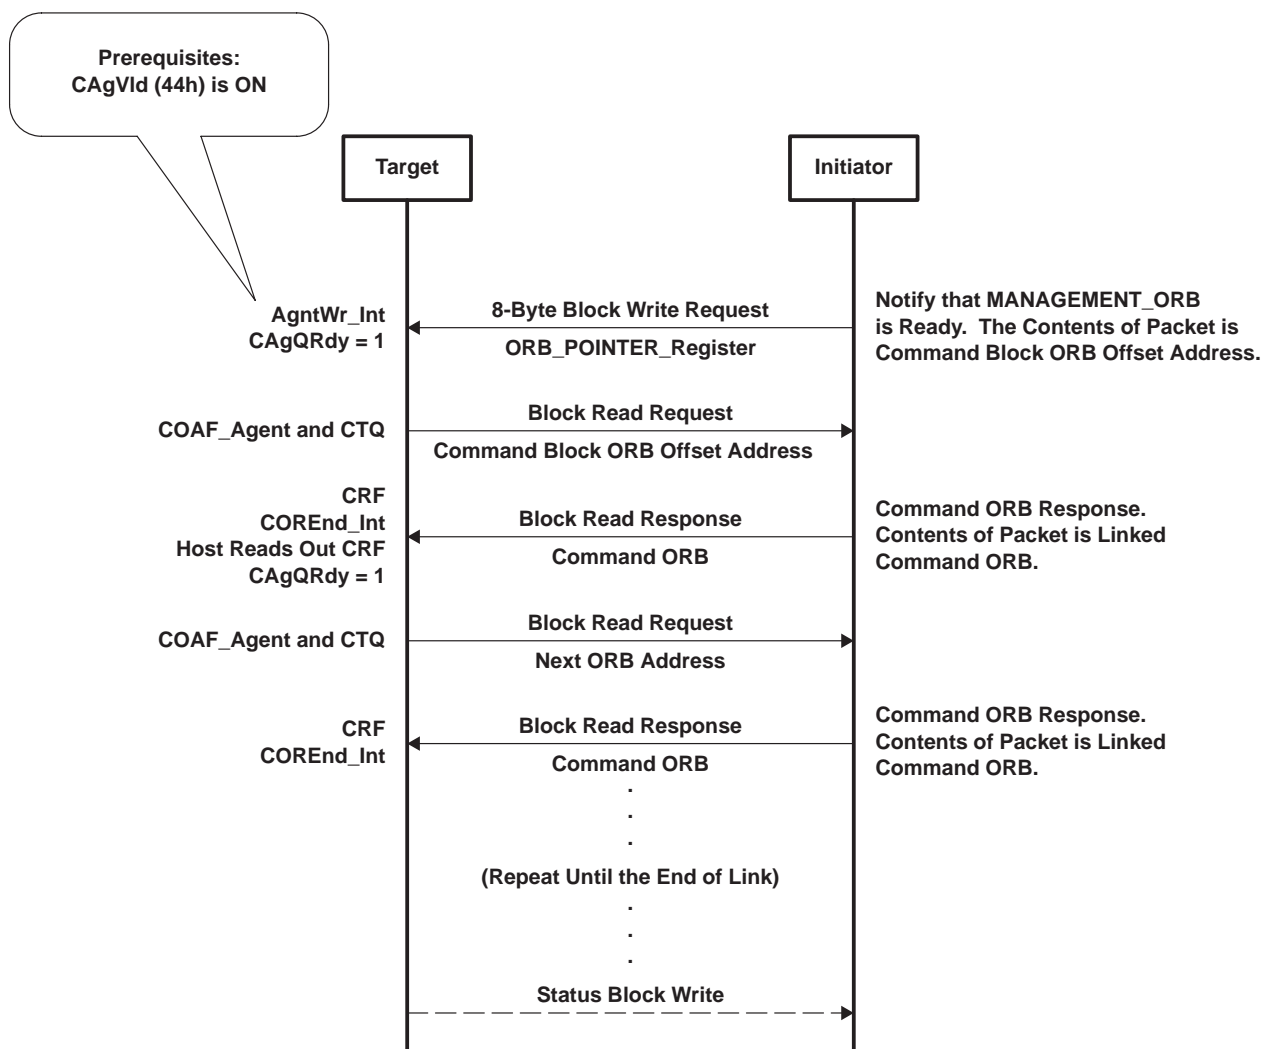 Prerequisites:
CAgVld (44h) is ON
Target
Initiator
AgntWr_Int
CAgQRdy = 1
8-Byte Block Write Request
ORB_POINTER_Register
Notify that MANAGEMENT_ORB
is Ready. The Contents of Packet is
Command Block ORB Offset Address.
COAF_Agent and CTQ
Block Read Request
Command Block ORB Offset Address
CRF
COREnd_Int
Host Reads Out CRF
CAgQRdy = 1
Block Read Response
Command ORB
Command ORB Response.
Contents of Packet is Linked
Command ORB.
COAF_Agent and CTQ
Block Read Request
Next ORB Address
CRF
COREnd_Int
Block Read Response
Command ORB
Command ORB Response.
Contents of Packet is Linked
Command ORB.
.
.
.
(Repeat Until the End of Link)
.
.
.
Status Block Write